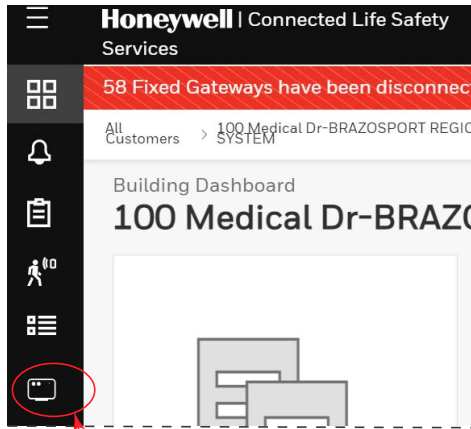 Honeywell | Connected Life Safety
Services
58 Fixed Gateways have been disconnec
All
Customers > 100 Medical Dr-BRAZOSPORT REGIO
SYSTEM
Building Dashboard
100 Medical Dr-BRAZO